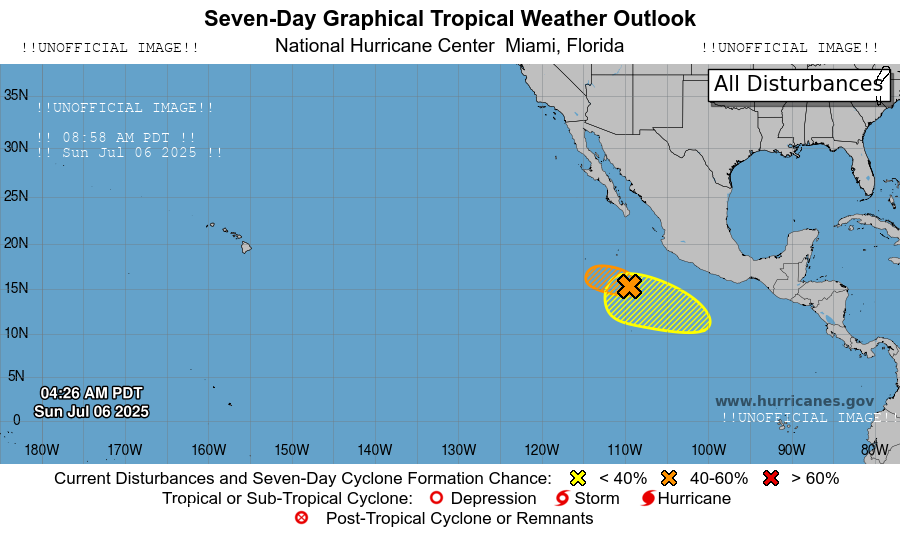 Seven-Day Graphical Tropical Weather Outlook
!!UNOFFICIAL IMAGE!! National Hurricane Center  Miami, Florida !!UNOFFICIAL IMAGE!!
All Disturbances
35N
!!UNOFFICIAL IMAGE!!
!! 08:58 AM PDT !!
30N
!! Sun Jul 06 2025 !!
25N
20N
15N
10N
5N
04:26 AM PDT
Sun Jul 06 2025
www.hurricanes.gov
0
!!UNOFFICIAL IMAGE!!
180W 170W 160W 150W 140W 130W 120W 110W 100W 90W 80W
Current Disturbances and Seven-Day Cyclone Formation Chance: < 40% 40-60% > 60%
Tropical or Sub-Tropical Cyclone: Depression Storm Hurricane
Post-Tropical Cyclone or Remnants